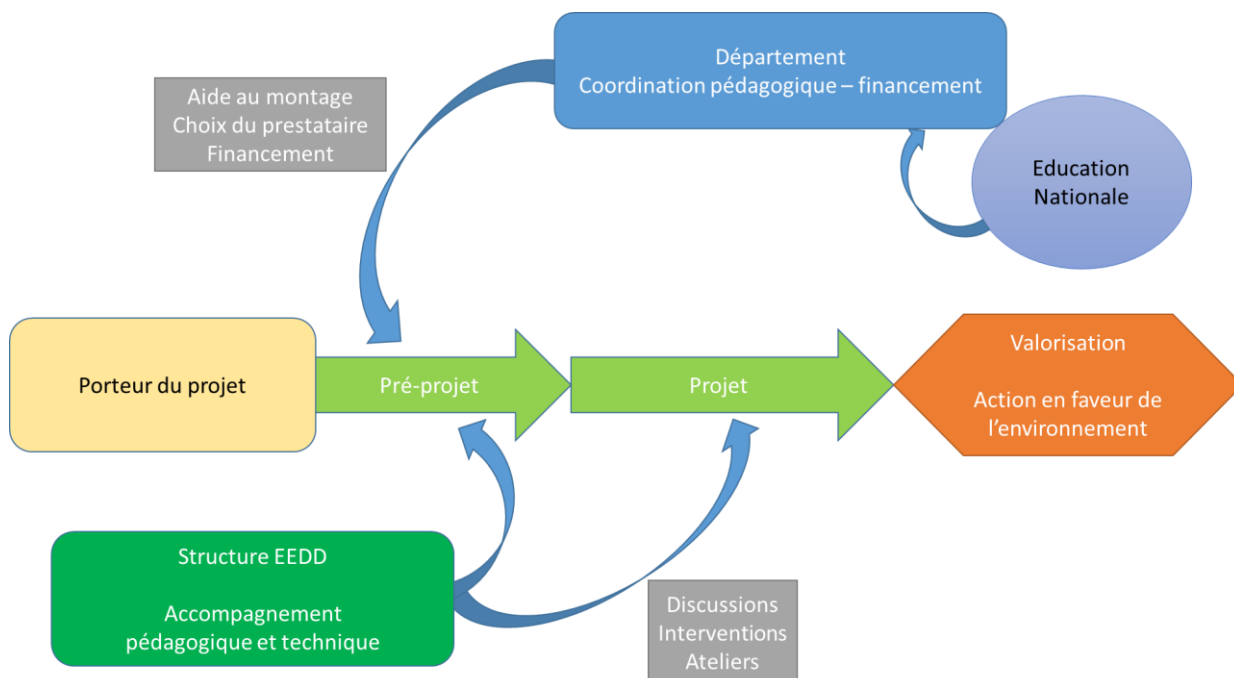 Département
Coordination pédagogique – financement
Aide au montage
Choix du prestataire
Financement
Education
Nationale
Porteur du projet
Pré-projet
Projet
Valorisation
Action en faveur de
l'environnement
Structure EEDD
Accompagnement
pédagogique et technique
Discussions
Interventions
Ateliers